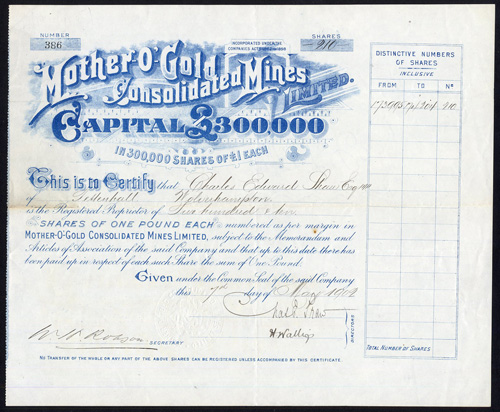 NUMBER
386
INCORPORATED UNDER THE
COMPANIES ACTS
SHARES
210
Mother-O'-Gold
Consolidated Mines
LIMITED.
CAPITAL £300,000
IN 300,000 SHARES OF £1 EACH
This is to Certify that Charles Edward Shaw Esq
of Tettenhall Wolverhampton
is the Registered Proprietor of Two hundred & ten
SHARES OF ONE POUND EACH numbered as per margin in
MOTHER-O-GOLD CONSOLIDATED MINES LIMITED, subject to the Memorandum and
Articles of Association of the said Company and that up to this date there has
been paid up in respect of each such Share the sum of One Pound.
Given under the Common Seal of the said Company
this 7th day of May
Chas E. Shaw
H Wallis
DIRECTORS
W. H. Robson
SECRETARY
NO TRANSFER OF THE WHOLE OR ANY PART OF THE ABOVE SHARES CAN BE REGISTERED UNLESS ACCOMPANIED BY THIS CERTIFICATE.
DISTINCTIVE NUMBERS
OF SHARES
INCLUSIVE
FROM TO No
210
TOTAL NUMBER OF SHARES